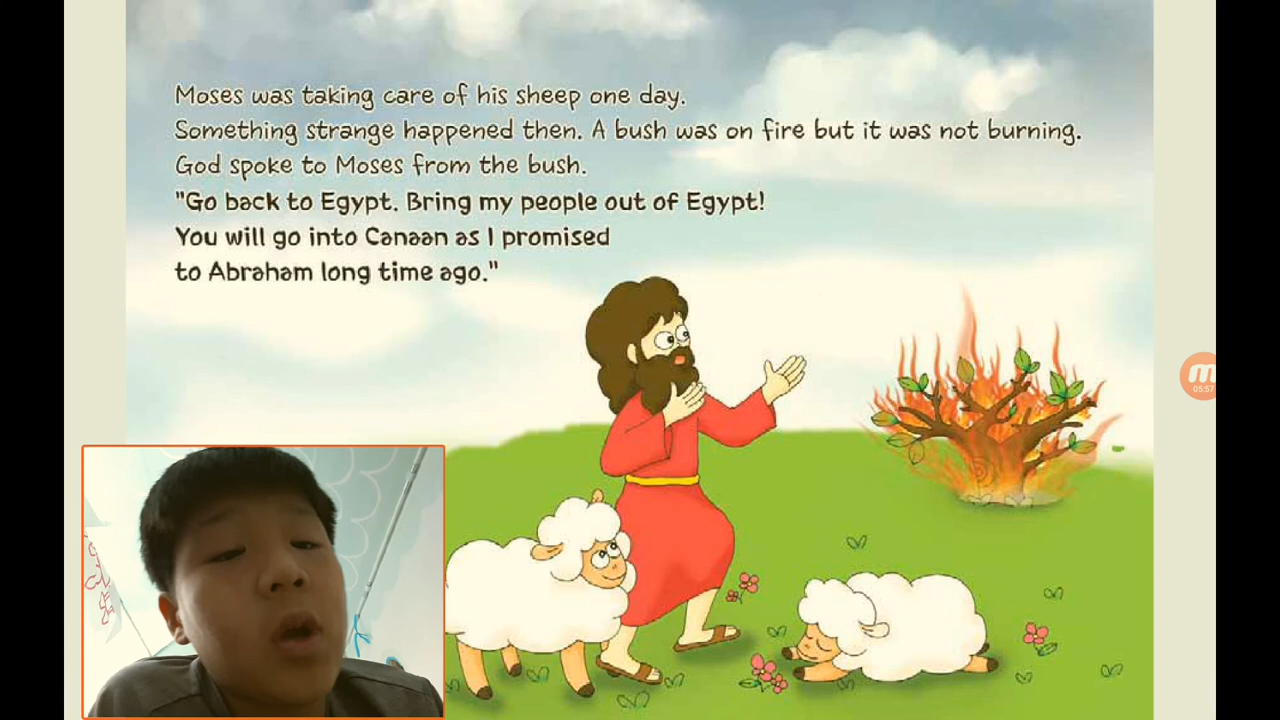 Moses was taking care of his sheep one day.
Something strange happened then. A bush was on fire but it was not burning.
God spoke to Moses from the bush.
"Go back to Egypt. Bring my people out of Egypt!
You will go into Canaan as I promised
to Abraham long time ago."
05:57